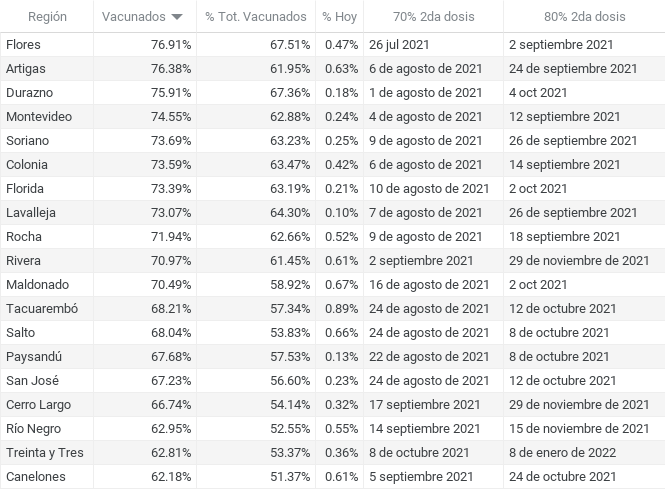 Región Vacunados % Tot. Vacunados % Hoy 70% 2da dosis 80% 2da dosis
Flores 76.91% 67.51% 0.47% 26 jul 2021 2 septiembre 2021
Artigas 76.38% 61.95% 0.63% 6 de agosto de 2021 24 de septiembre 2021
Durazno 75.91% 67.36% 0.18% 1 de agosto de 2021 4 oct 2021
Montevideo 74.55% 62.88% 0.24% 4 de agosto de 2021 12 septiembre 2021
Soriano 73.69% 63.23% 0.25% 9 de agosto de 2021 26 de septiembre 2021
Colonia 73.59% 63.47% 0.42% 6 de agosto de 2021 14 septiembre 2021
Florida 73.39% 63.19% 0.21% 10 de agosto de 2021 2 oct 2021
Lavalleja 73.07% 64.30% 0.10% 7 de agosto de 2021 26 de septiembre 2021
Rocha 71.94% 62.66% 0.52% 9 de agosto de 2021 18 septiembre 2021
Rivera 70.97% 61.45% 0.61% 2 septiembre 2021 29 de noviembre de 2021
Maldonado 70.49% 58.92% 0.67% 16 de agosto de 2021 2 oct 2021
Tacuarembó 68.21% 57.34% 0.89% 24 de agosto de 2021 12 de octubre 2021
Salto 68.04% 53.83% 0.66% 24 de agosto de 2021 8 de octubre 2021
Paysandú 67.68% 57.53% 0.13% 22 de agosto de 2021 8 de octubre 2021
San José 67.23% 56.60% 0.23% 24 de agosto de 2021 12 de octubre 2021
Cerro Largo 66.74% 54.14% 0.32% 17 septiembre 2021 29 de noviembre de 2021
Río Negro 62.95% 52.55% 0.55% 14 septiembre 2021 15 de noviembre de 2021
Treinta y Tres 62.81% 53.37% 0.36% 8 de octubre 2021 8 de enero de 2022
Canelones 62.18% 51.37% 0.61% 5 septiembre 2021 24 de octubre 2021